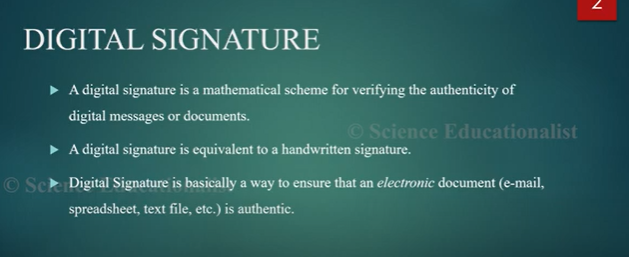 2
DIGITAL SIGNATURE
A digital signature is a mathematical scheme for verifying the authenticity of
digital messages or documents.
© Science Educationalist
A digital signature is equivalent to a handwritten signature.
© Science Educationalist
Digital Signature is basically a way to ensure that an electronic document (e-mail,
spreadsheet, text file, etc.) is authentic.